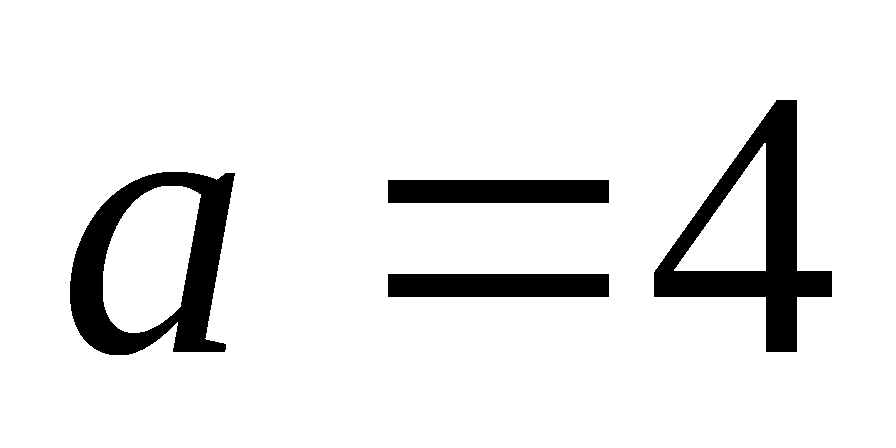 a = 4